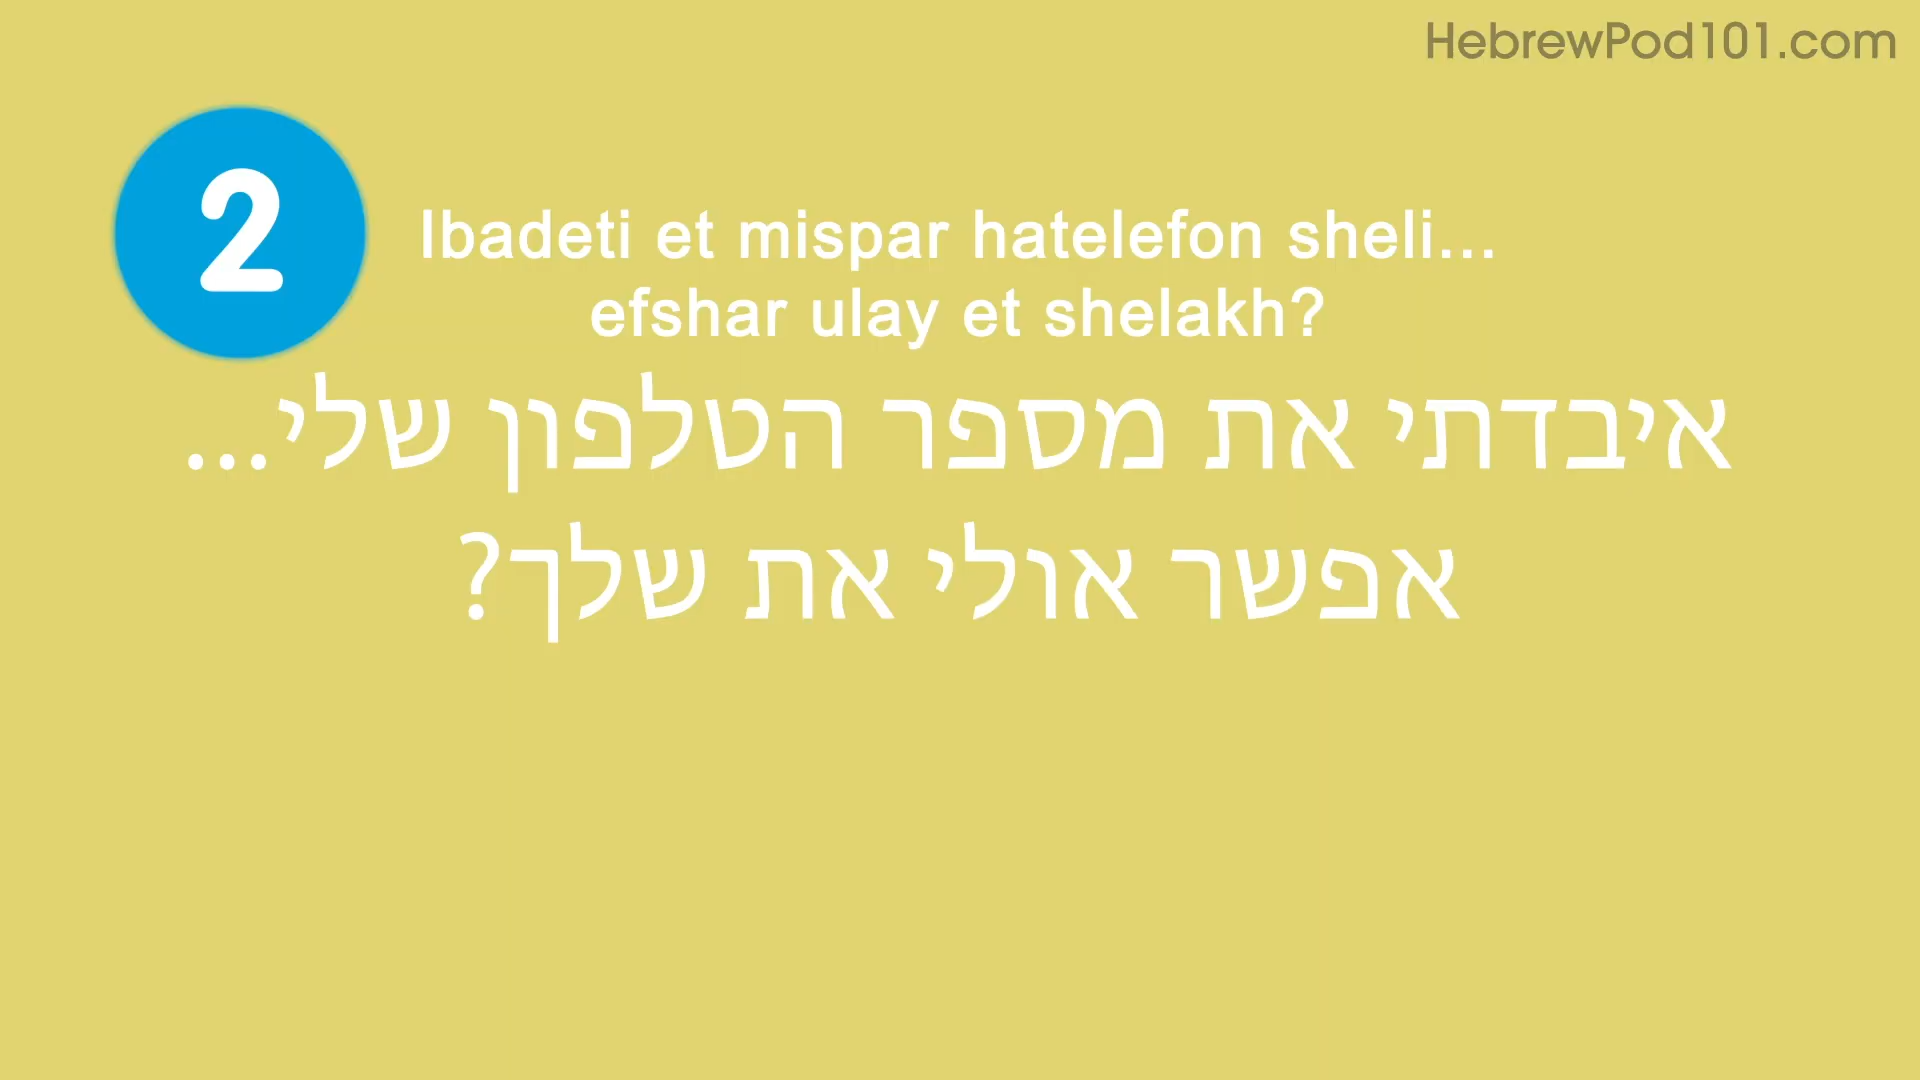 HebrewPod101.com
2
Ibadeti et mispar hatelefon sheli...
efshar ulay et shelakh?
איבדתי את מספר הטלפון שלי...
אפשר אולי את שלך?